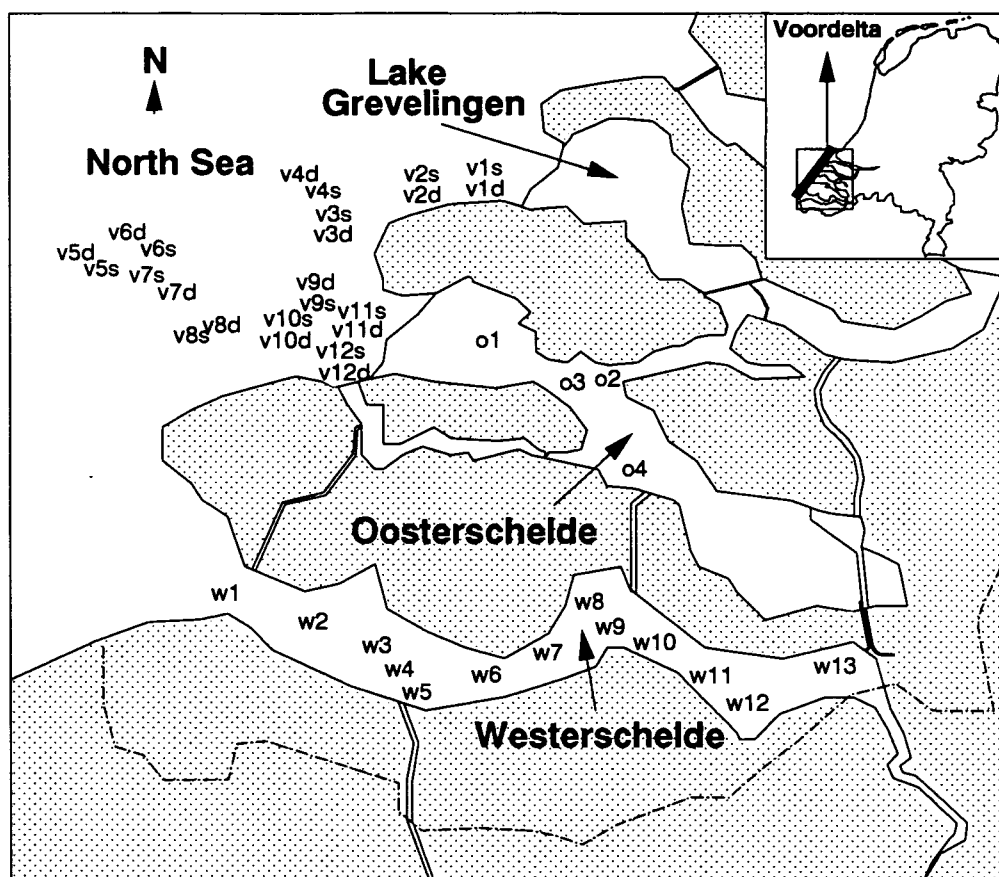 Voordelta
N
Lake
Grevelingen
North Sea
v4d
v4s
v3s
v3d
v2s
v2d
v1s
v1d
v6d
v6s
v5d
v5s
v7s
v7d
v8s
v8d
v9d
v9s
v10s
v10d
v11s
v11d
v12s
v12d
o1
o3
o2
o4
Oosterschelde
w1
w2
w3
w4
w5
w6
w7
w8
w9
w10
w11
w12
w13
Westerschelde